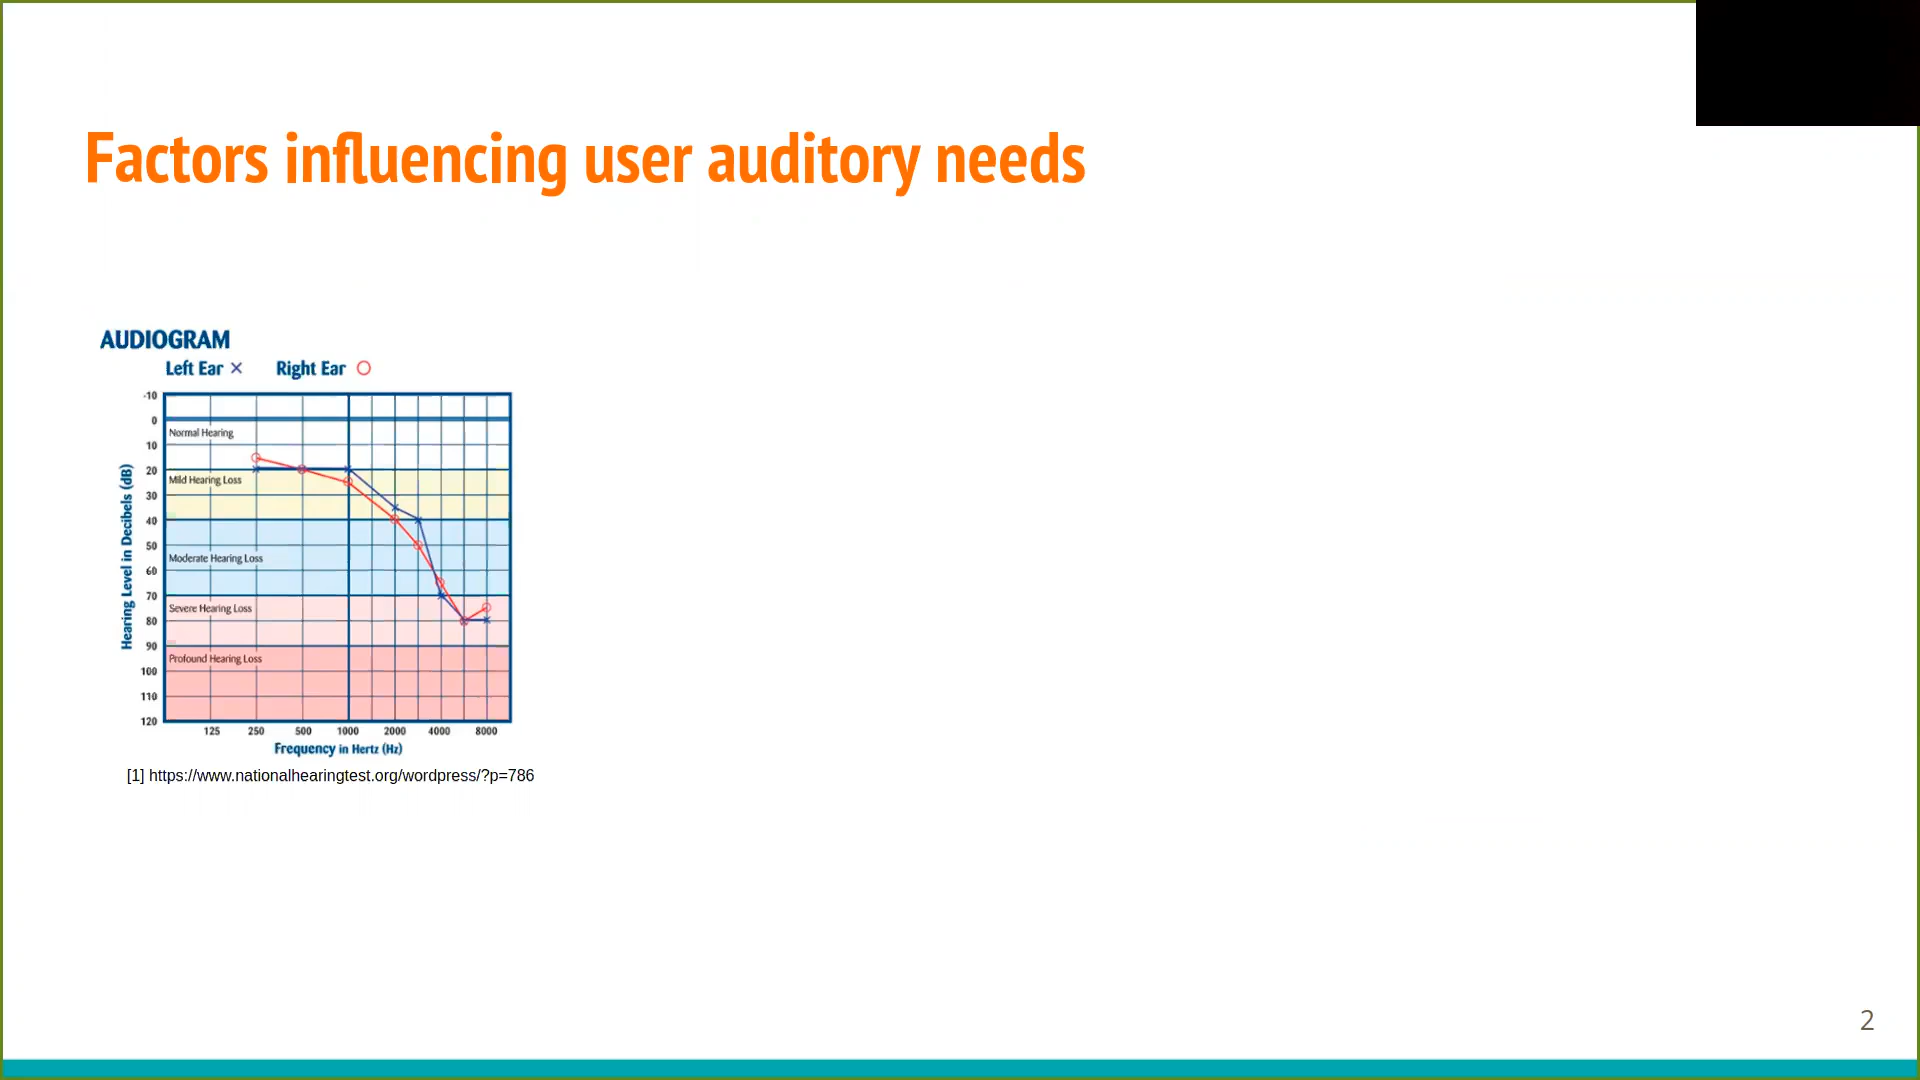 Factors influencing user auditory needs
AUDIOGRAM
Left Ear × Right Ear ○
-10
0
Normal Hearing
10
20
Mild Hearing Loss
30
40
50
Moderate Hearing Loss
60
70
Severe Hearing Loss
80
90
Profound Hearing Loss
100
110
120
Hearing Level in Decibels (dB)
125 250 500 1000 2000 4000 8000
Frequency in Hertz (Hz)
[1] https://www.nationalhearingtest.org/wordpress/?p=786
2